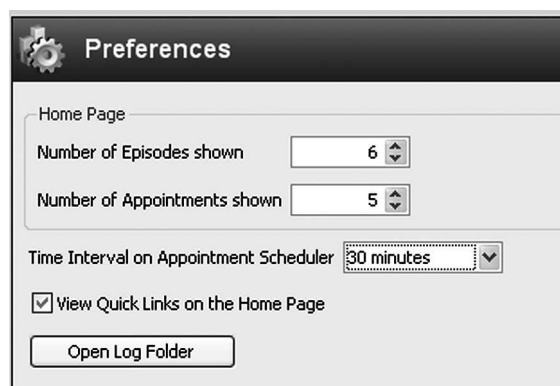 Preferences
Home Page
Number of Episodes shown 6
Number of Appointments shown 5
Time Interval on Appointment Scheduler 30 minutes
View Quick Links on the Home Page
Open Log Folder